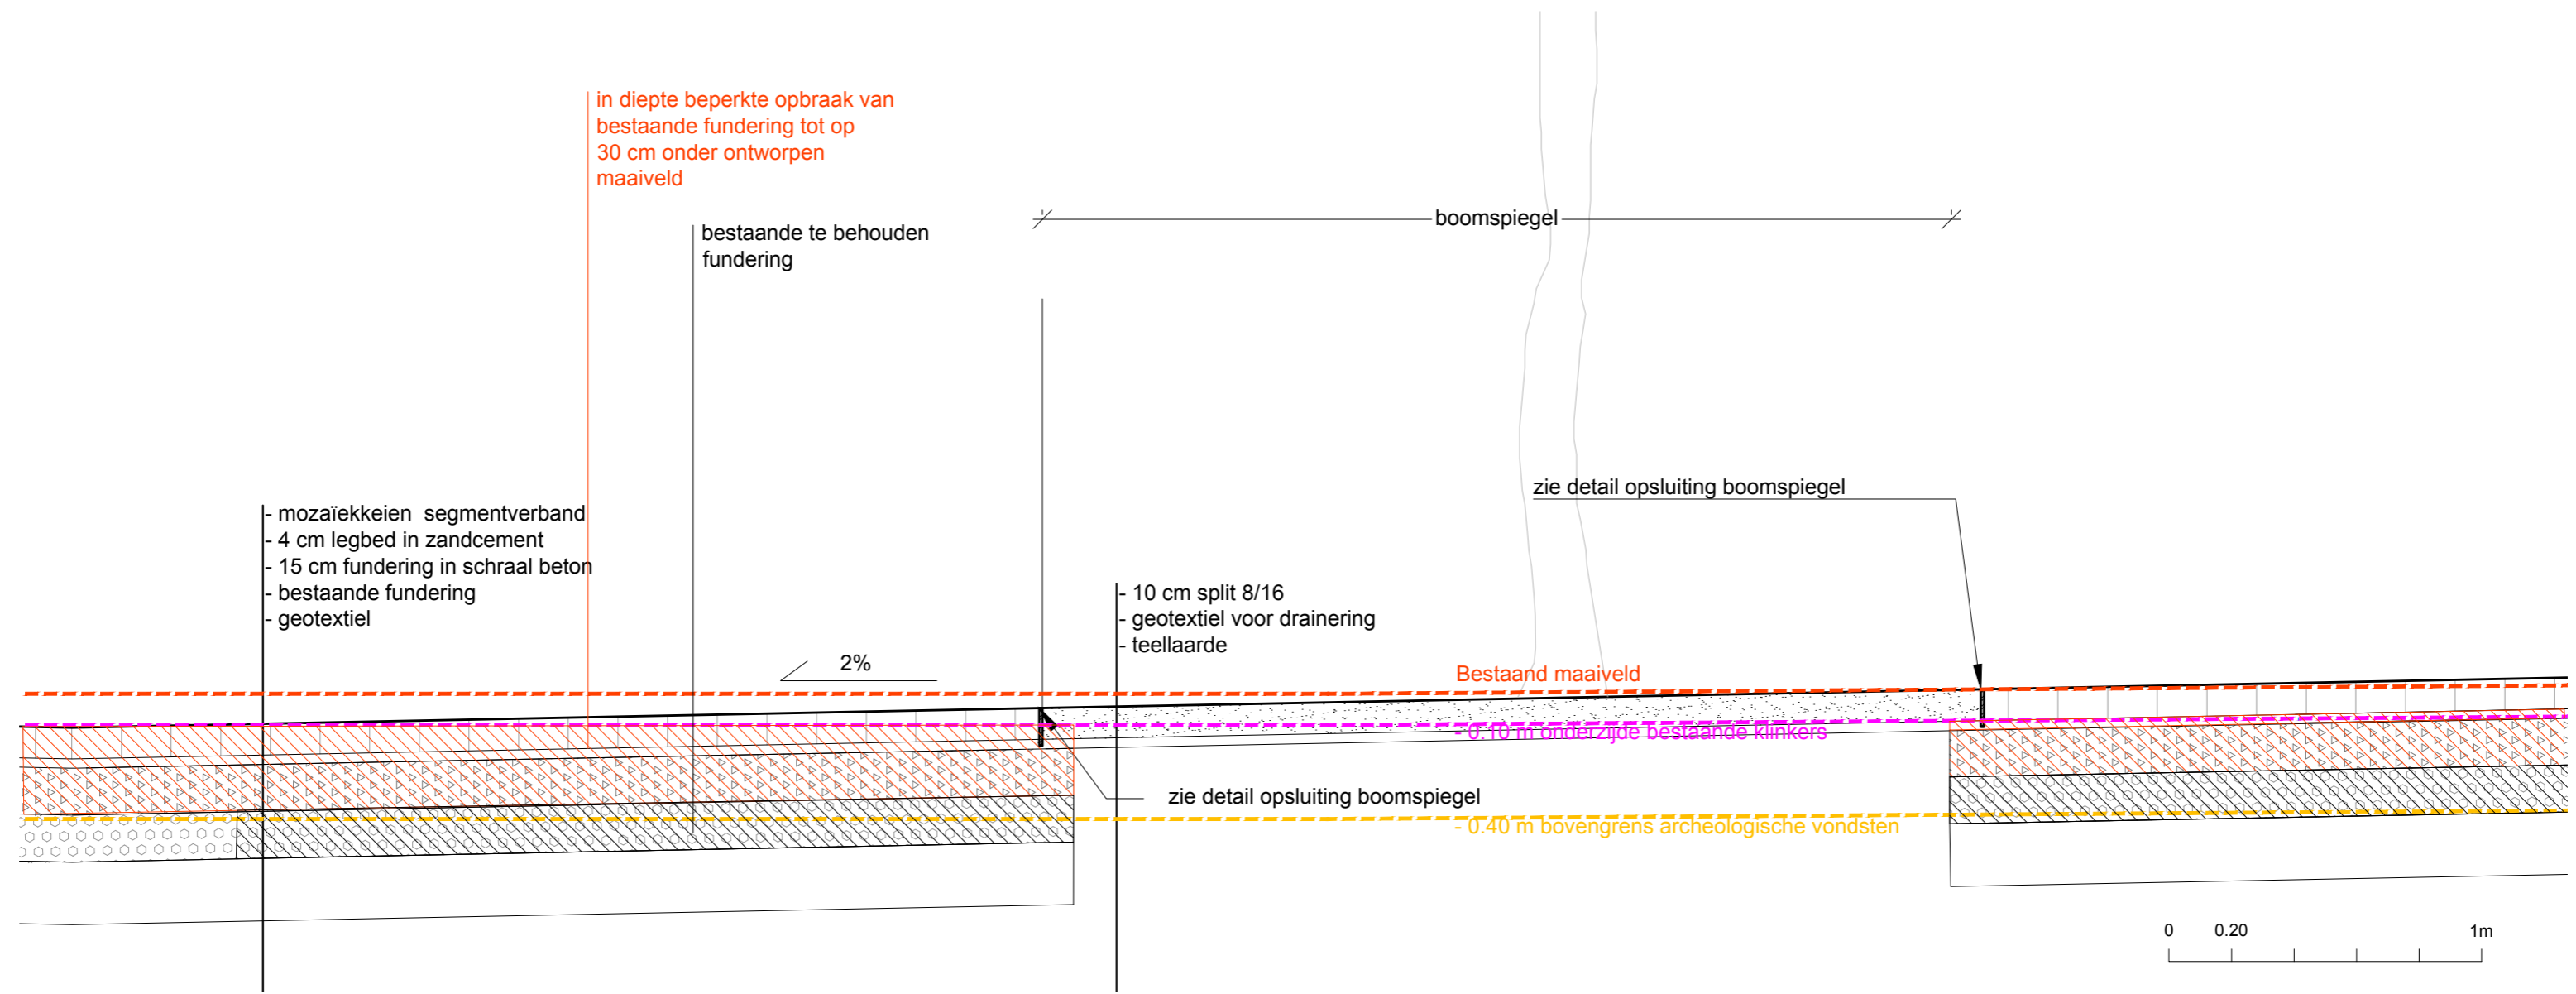 in diepte beperkte opbraak van
bestaande fundering tot op
30 cm onder ontworpen
maaiveld
bestaande te behouden
fundering
boomspiegel
zie detail opsluiting boomspiegel
- mozaïekkeien segmentverband
- 4 cm legbed in zandcement
- 15 cm fundering in schraal beton
- bestaande fundering
- geotextiel
- 10 cm split 8/16
- geotextiel voor drainering
- teellaarde
2%
Bestaand maaiveld
- 0.10 m onderzijde bestaande klinkers
zie detail opsluiting boomspiegel
- 0.40 m bovengrens archeologische vondsten
0 0.20 1m